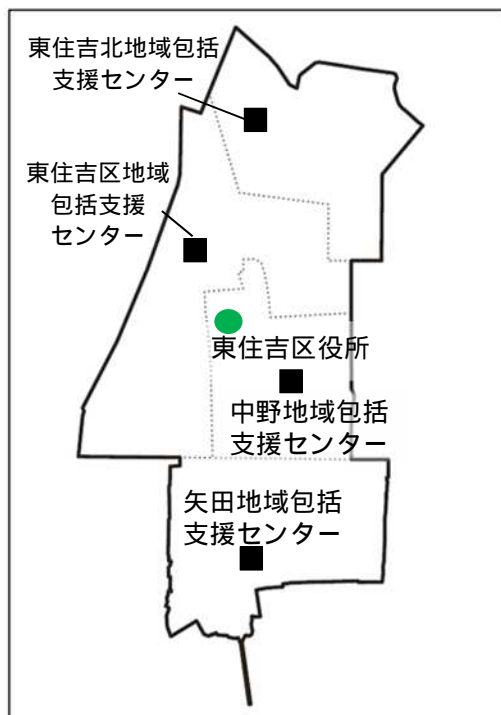 東住吉北地域包括
支援センター
東住吉区地域
包括支援
センター
東住吉区役所
中野地域包括
支援センター
矢田地域包括
支援センター